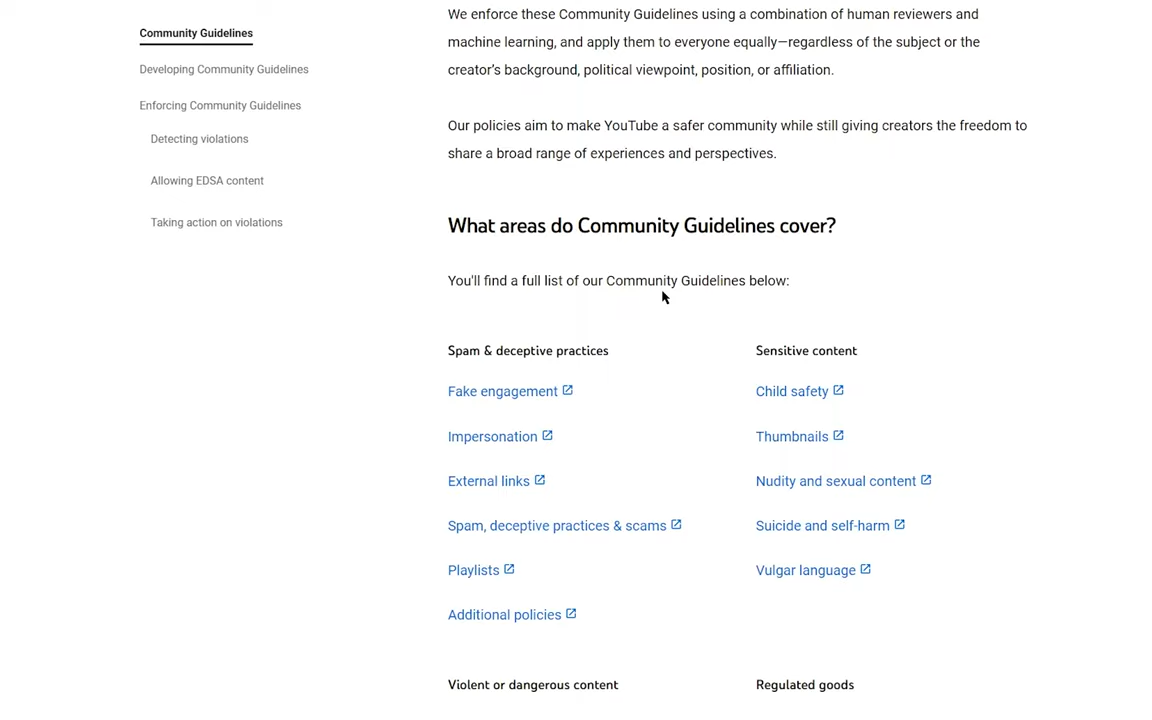 Community Guidelines
Developing Community Guidelines
Enforcing Community Guidelines
Detecting violations
Allowing EDSA content
Taking action on violations
We enforce these Community Guidelines using a combination of human reviewers and
machine learning, and apply them to everyone equally—regardless of the subject or the
creator's background, political viewpoint, position, or affiliation.
Our policies aim to make YouTube a safer community while still giving creators the freedom to
share a broad range of experiences and perspectives.
What areas do Community Guidelines cover?
You'll find a full list of our Community Guidelines below:
Spam & deceptive practices
Fake engagement
Impersonation
External links
Spam, deceptive practices & scams
Playlists
Additional policies
Sensitive content
Child safety
Thumbnails
Nudity and sexual content
Suicide and self-harm
Vulgar language
Violent or dangerous content
Regulated goods